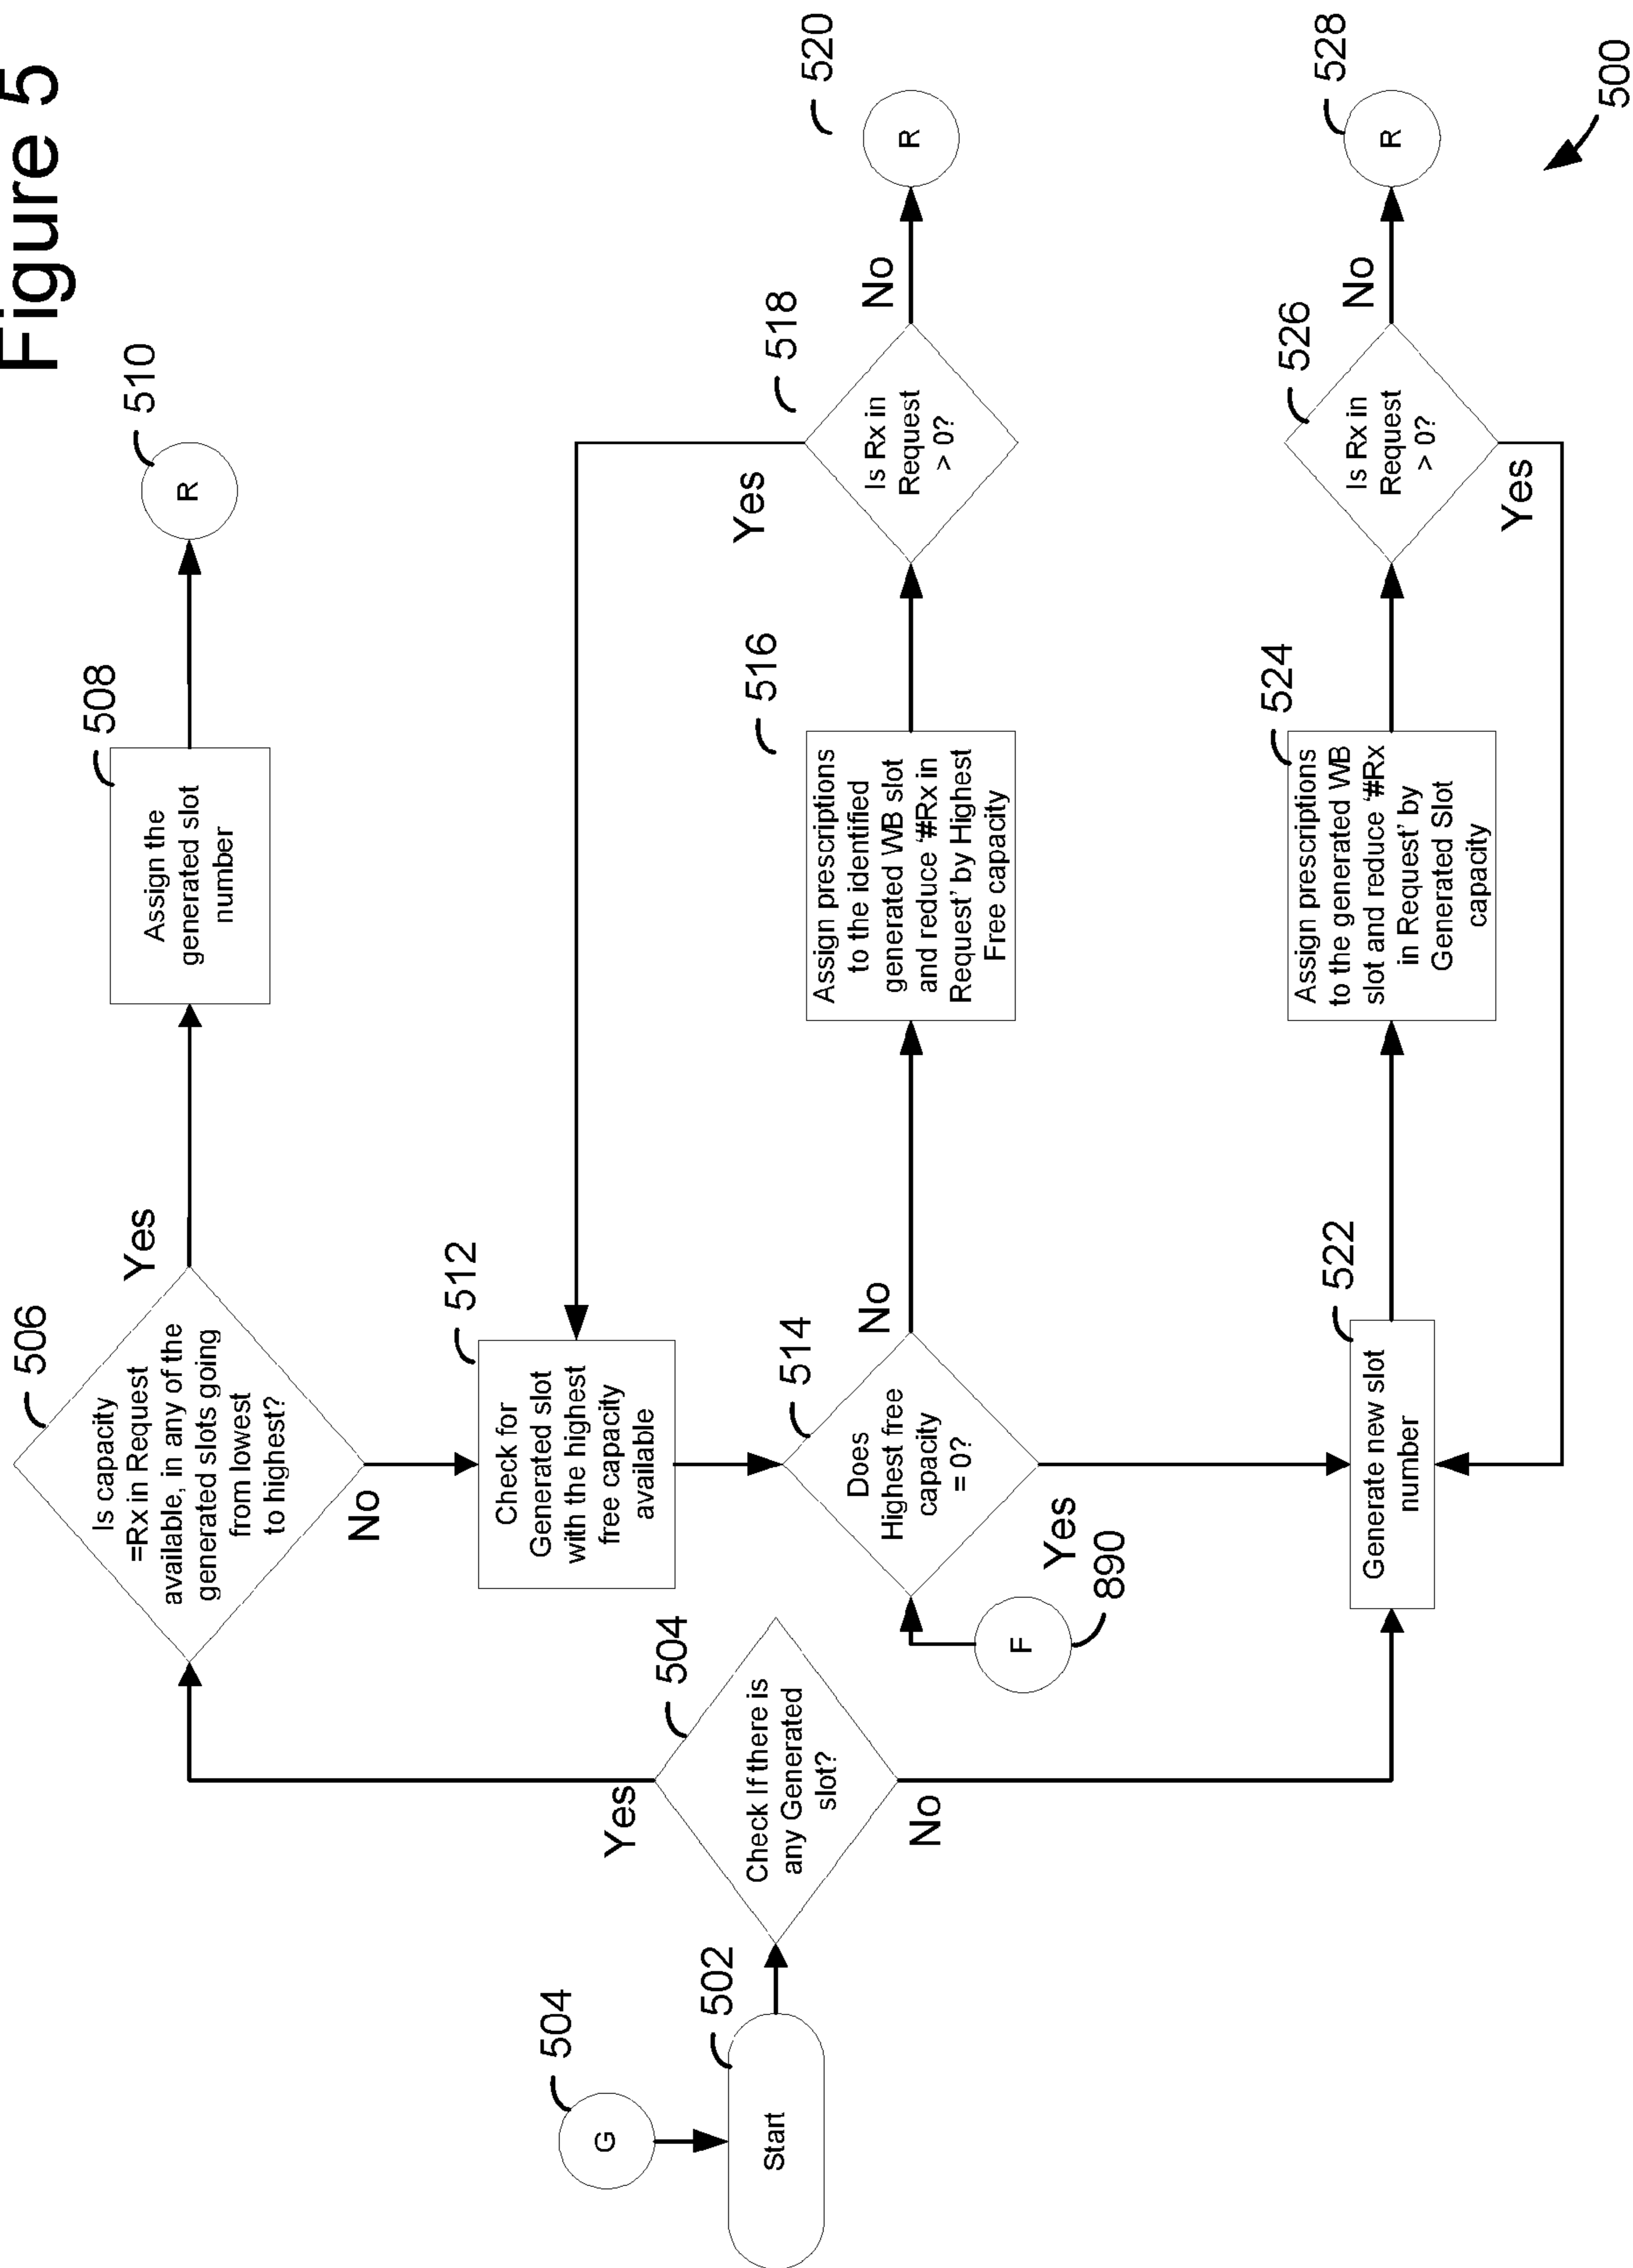 Figure 5
G
504
Start
502
Check If there is
any Generated
slot?
504
Yes
No
Is capacity
=Rx in Request
available, in any of the
generated slots going
from lowest
to highest?
506
Yes
No
Assign the
generated slot
number
508
R
510
Check for
Generated slot
with the highest
free capacity
available
512
Does
Highest free
capacity
= 0?
514
No
Yes
F
890
Assign prescriptions
to the identified
generated WB slot
and reduce '#Rx in
Request' by Highest
Free capacity
516
Is Rx in
Request
> 0?
518
Yes
No
R
520
Generate new slot
number
522
Assign prescriptions
to the generated WB
slot and reduce '#Rx
in Request' by
Generated Slot
capacity
524
Is Rx in
Request
> 0?
526
Yes
No
R
528
500